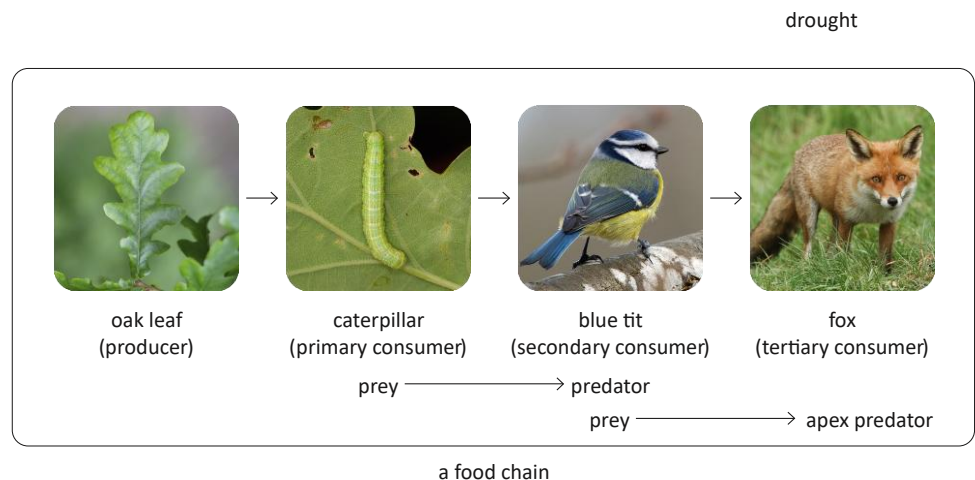 drought
oak leaf
(producer)
caterpillar
(primary consumer)
blue tit
(secondary consumer)
fox
(tertiary consumer)
prey
predator
prey
apex predator
a food chain